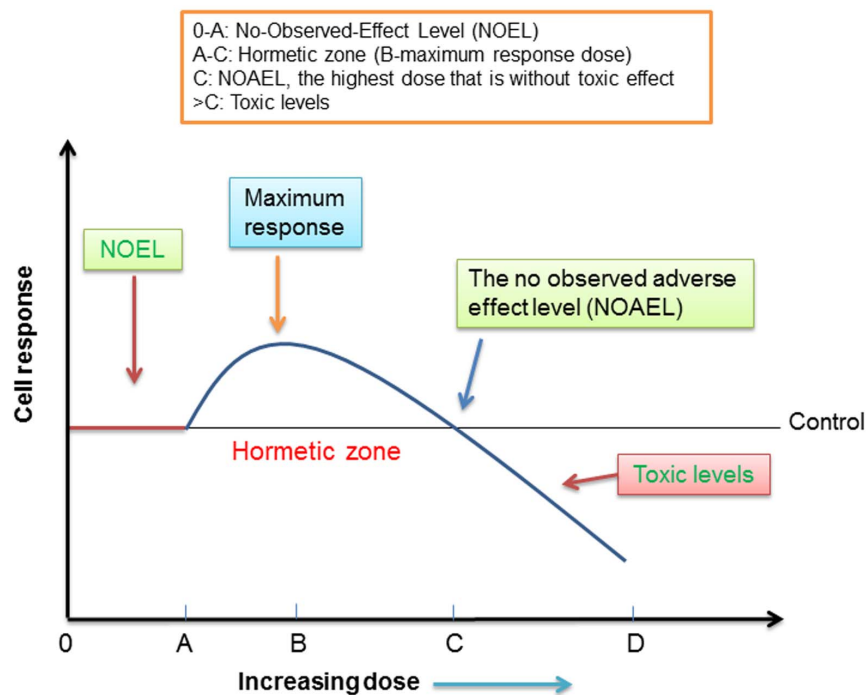 0-A: No-Observed-Effect Level (NOEL)
A-C: Hormetic zone (B-maximum response dose)
C: NOAEL, the highest dose that is without toxic effect
>C: Toxic levels
Maximum
response
NOEL
The no observed adverse
effect level (NOAEL)
Cell response
Control
Hormetic zone
Toxic levels
0 A B C D
Increasing dose